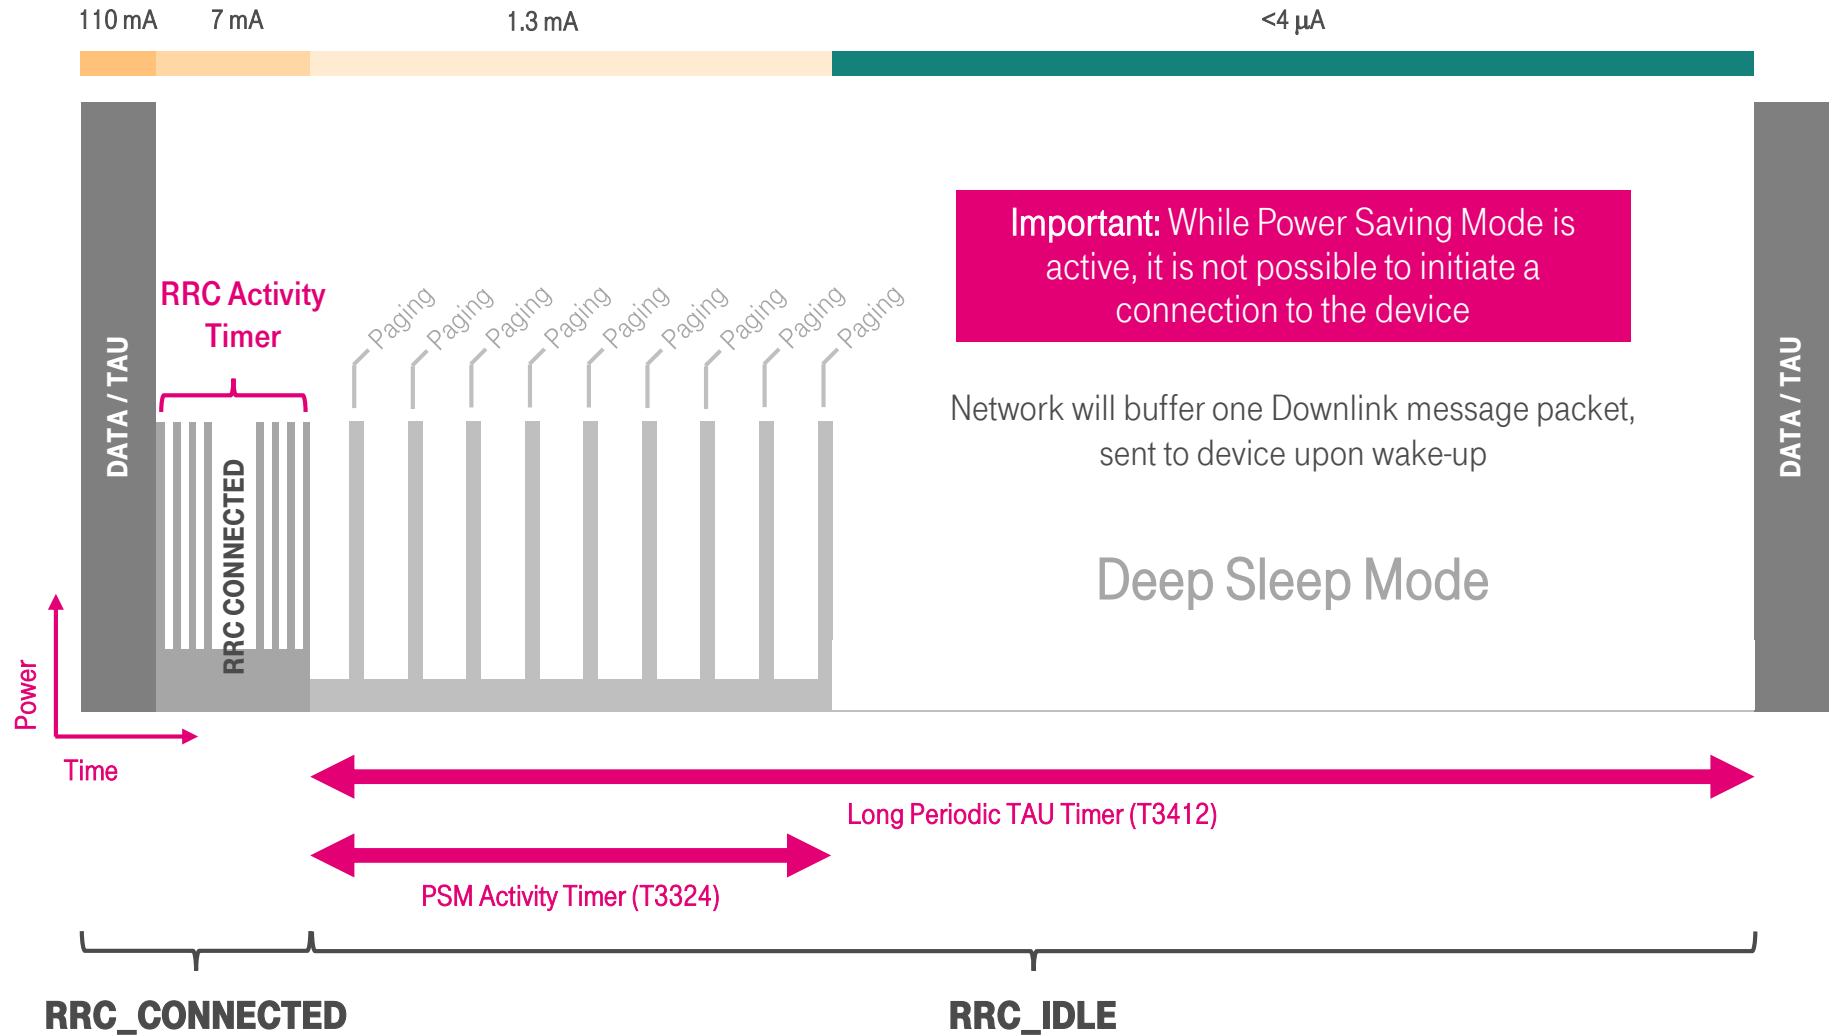 110 mA 7 mA 1.3 mA <4 µA
Important: While Power Saving Mode is
active, it is not possible to initiate a
connection to the device
RRC Activity
Timer
Paging Paging Paging Paging Paging Paging Paging Paging Paging
DATA / TAU
RRC CONNECTED
Network will buffer one Downlink message packet,
sent to device upon wake-up
Deep Sleep Mode
DATA / TAU
Power
Time
Long Periodic TAU Timer (T3412)
PSM Activity Timer (T3324)
RRC_CONNECTED RRC_IDLE